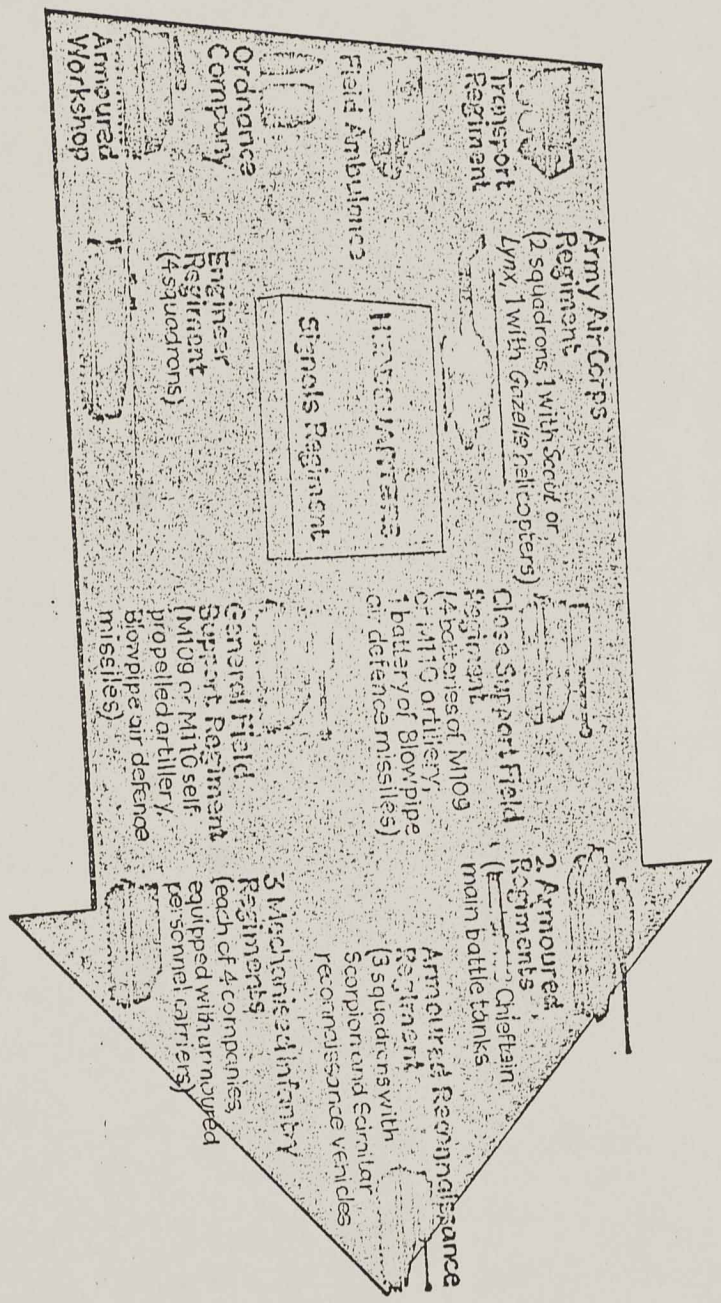 Transport
Regiment
Field Ambulance
Ordnance
Company
Armoured
Workshop
Army Air Corps
Regiment
(2 squadrons, 1 with Scout or
Lynx, 1 with Gazelle helicopters)
Headquarters
Signals Regiment
Engineer
Regiment
(4 squadrons)
Close Support Field
Regiment
(4 batteries of M109
or M110 artillery,
1 battery of Blowpipe
air defence missiles)
General Field
Support Regiment
(M109 or M110 self
propelled artillery,
Blowpipe air defence
missiles)
2 Armoured
Regiments
Chieftain
main battle tanks
Armoured Reconnaissance
Regiment
(3 squadrons with
Scorpion and Scimitar
reconnaissance vehicles
3 Mechanised Infantry
Regiments
(each of 4 companies,
equipped with armoured
personnel carriers)